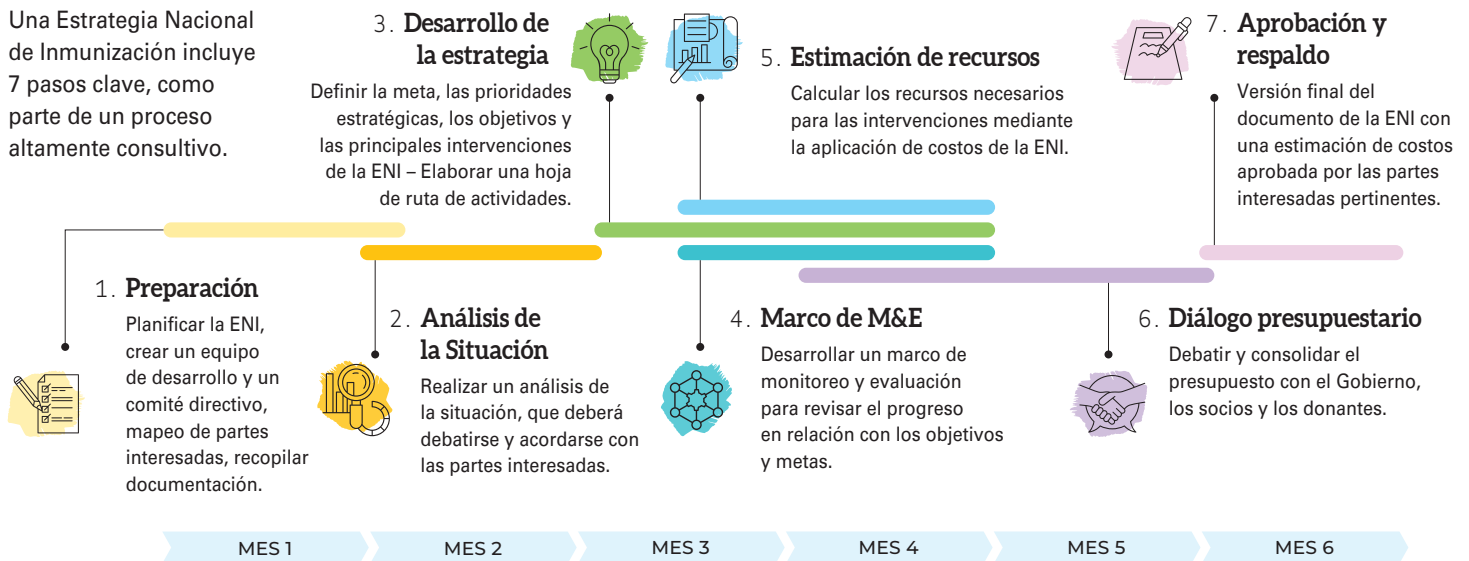 Una Estrategia Nacional
de Inmunización incluye
7 pasos clave, como
parte de un proceso
altamente consultivo.
1. Preparación
Planificar la ENI,
crear un equipo
de desarrollo y un
comité directivo,
mapeo de partes
interesadas, recopilar
documentación.
2. Análisis de
la Situación
Realizar un análisis de
la situación, que deberá
debatirse y acordarse con
las partes interesadas.
3. Desarrollo de
la estrategia
Definir la meta, las prioridades
estratégicas, los objetivos y
las principales intervenciones
de la ENI – Elaborar una hoja
de ruta de actividades.
4. Marco de M&E
Desarrollar un marco de
monitoreo y evaluación
para revisar el progreso
en relación con los objetivos
y metas.
5. Estimación de recursos
Calcular los recursos necesarios
para las intervenciones mediante
la aplicación de costos de la ENI.
6. Diálogo presupuestario
Debatir y consolidar el
presupuesto con el Gobierno,
los socios y los donantes.
7. Aprobación y
respaldo
Versión final del
documento de la ENI con
una estimación de costos
aprobada por las partes
interesadas pertinentes.
MES 1
MES 2
MES 3
MES 4
MES 5
MES 6